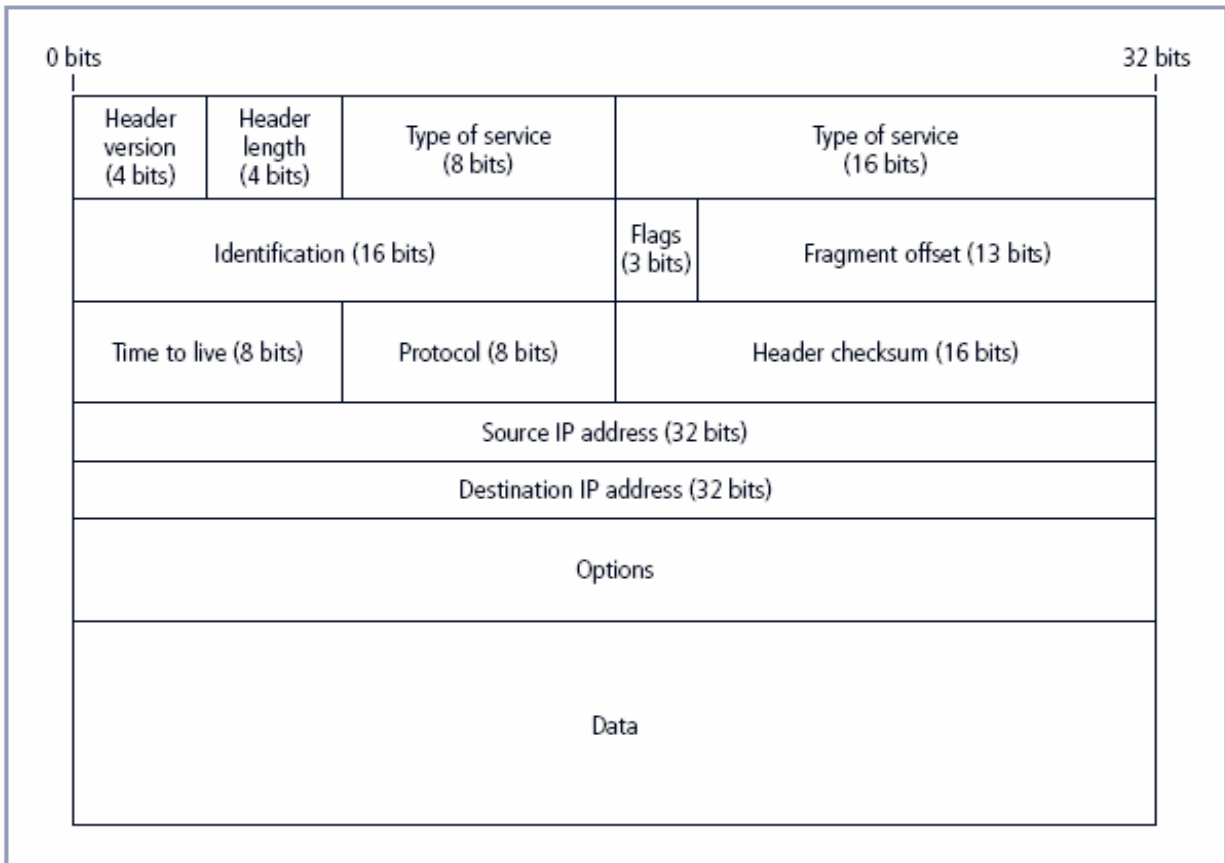 0 bits
32 bits
Header
version
(4 bits)
Header
length
(4 bits)
Type of service
(8 bits)
Type of service
(16 bits)
Identification (16 bits)
Flags
(3 bits)
Fragment offset (13 bits)
Time to live (8 bits)
Protocol (8 bits)
Header checksum (16 bits)
Source IP address (32 bits)
Destination IP address (32 bits)
Options
Data